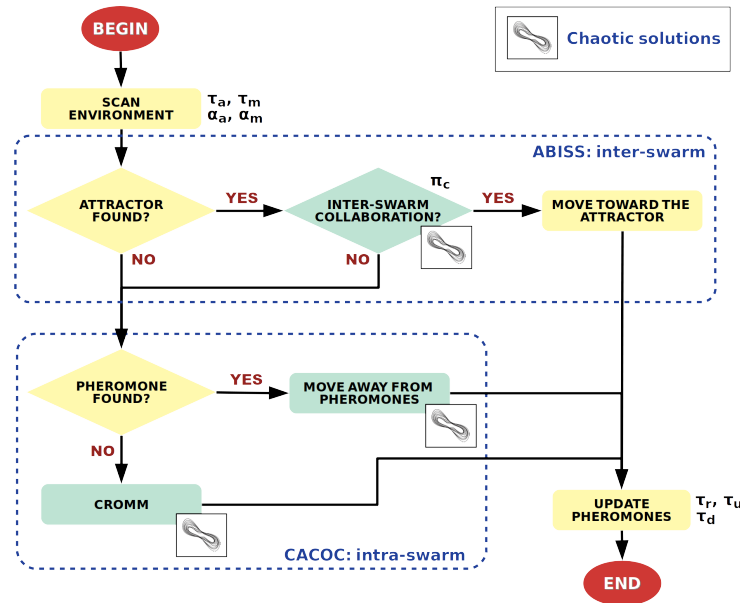 BEGIN
Chaotic solutions
SCAN
ENVIRONMENT
τa, τm
αa, αm
ABISS: inter-swarm
ATTRACTOR
FOUND?
YES
INTER-SWARM
COLLABORATION?
πc
YES
MOVE TOWARD THE
ATTRACTOR
NO
NO
PHEROMONE
FOUND?
YES
MOVE AWAY FROM
PHEROMONES
NO
CROMM
UPDATE
PHEROMONES
τr, τu
τd
CACOC: intra-swarm
END